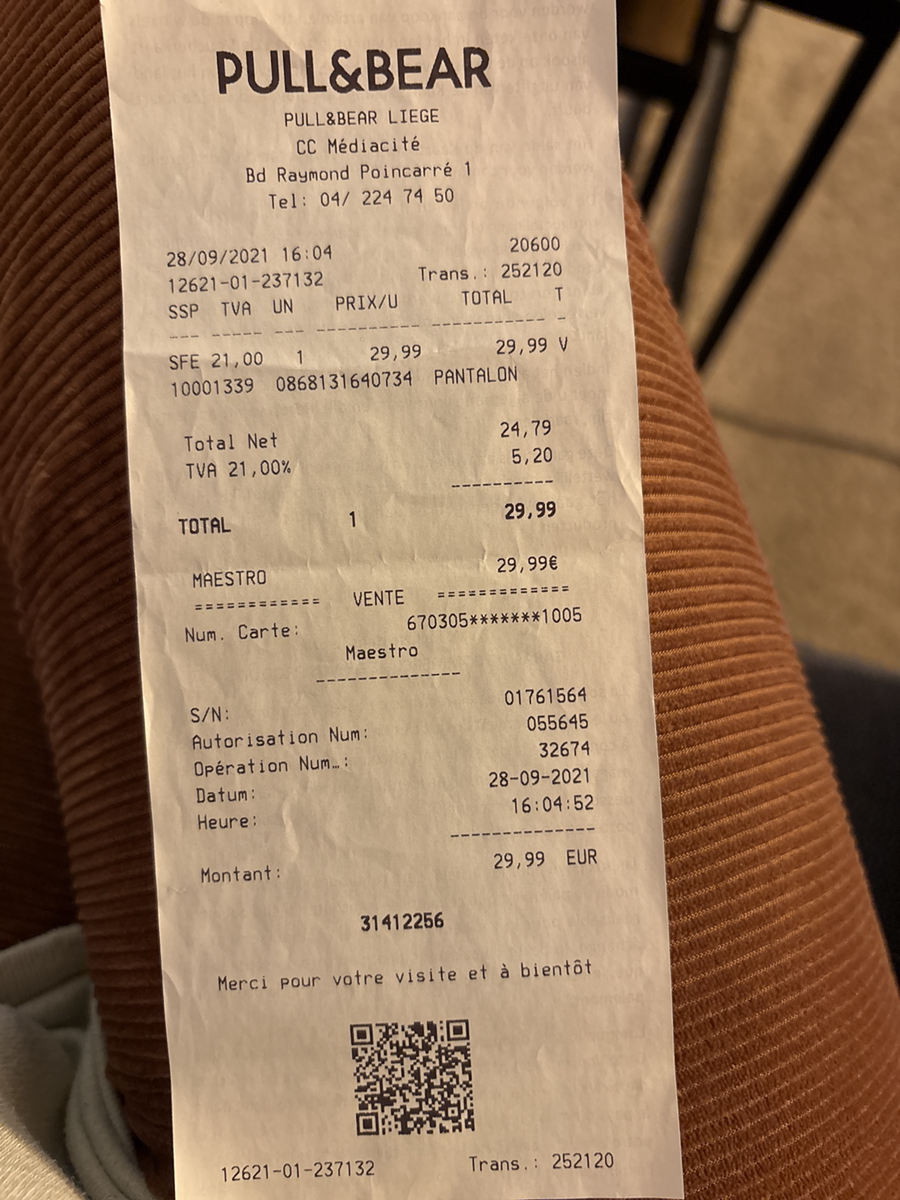 PULL&BEAR
PULL&BEAR LIEGE
CC Médiacité
Bd Raymond Poincarré 1
Tel: 04/ 224 74 50
28/09/2021 16:04 20600
12621-01-237132 Trans.: 252120
SSP TVA UN PRIX/U TOTAL T
--- ----- --- ---------- ----------- -
SFE 21,00 1 29,99 29,99 V
10001339 0868131640734 PANTALON
Total Net 24,79
TVA 21,00% 5,20
----------
TOTAL 1 29,99
MAESTRO 29,99€
============ VENTE =============
Num. Carte: 670305*******1005
Maestro
--------------
S/N: 01761564
Autorisation Num: 055645
Opération Num…: 32674
Datum: 28-09-2021
Heure: 16:04:52
--------------
Montant: 29,99 EUR
31412256
Merci pour votre visite et à bientôt
12621-01-237132 Trans.: 252120